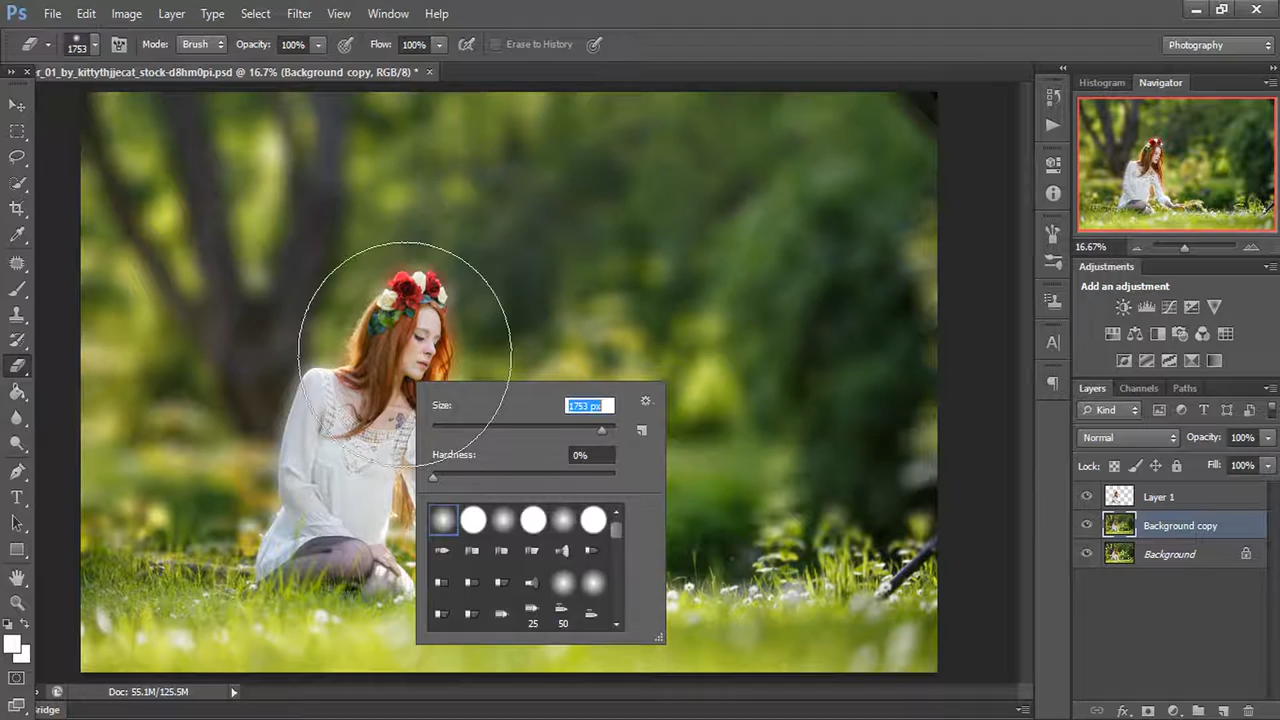 Ps File Edit Image Layer Type Select Filter View Window Help
1753 Mode: Brush Opacity: 100% Flow: 100% Erase to History Photography
r_01_by_kittythjjecat_stock-d8hm0pi.psd @ 16.7% (Background copy, RGB/8) *
Histogram Navigator
16.67%
Adjustments
Add an adjustment
Size: 1753 px
Hardness: 0%
25 50
Layers Channels Paths
Kind
Normal Opacity: 100%
Lock: Fill: 100%
Layer 1
Background copy
Background
Doc: 55.1M/125.5M
Bridge